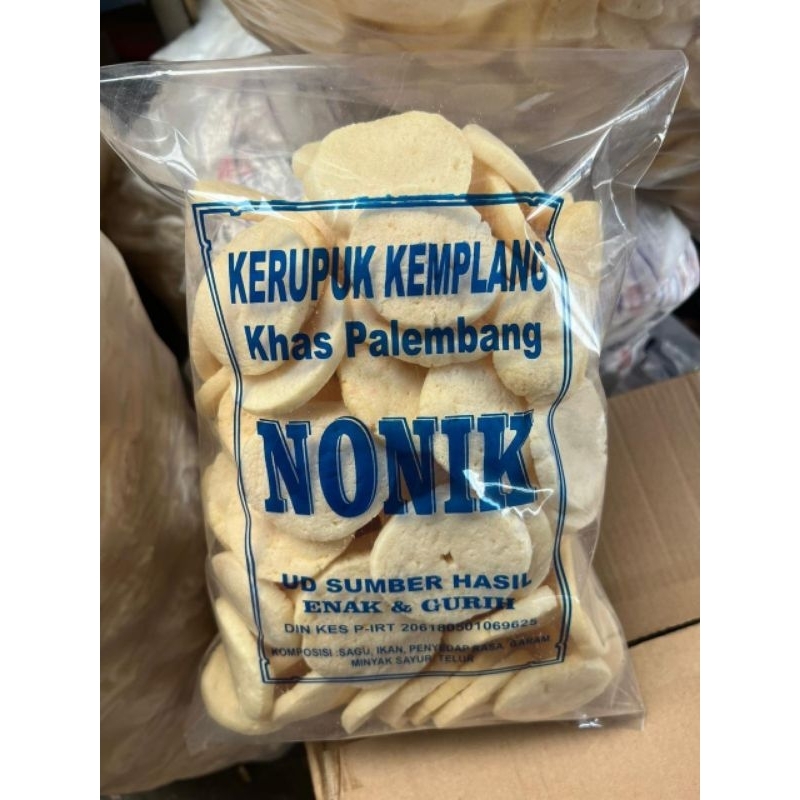 KERUPUK KEMPLANG
Khas Palembang
NONIK
UD SUMBER HASIL
ENAK & GURIH
DIN KES P-IRT 206180501069625
KOMPOSISI :SAGU, IKAN, PENYEDAP RASA GARAM
MINYAK SAYUR, TELUR